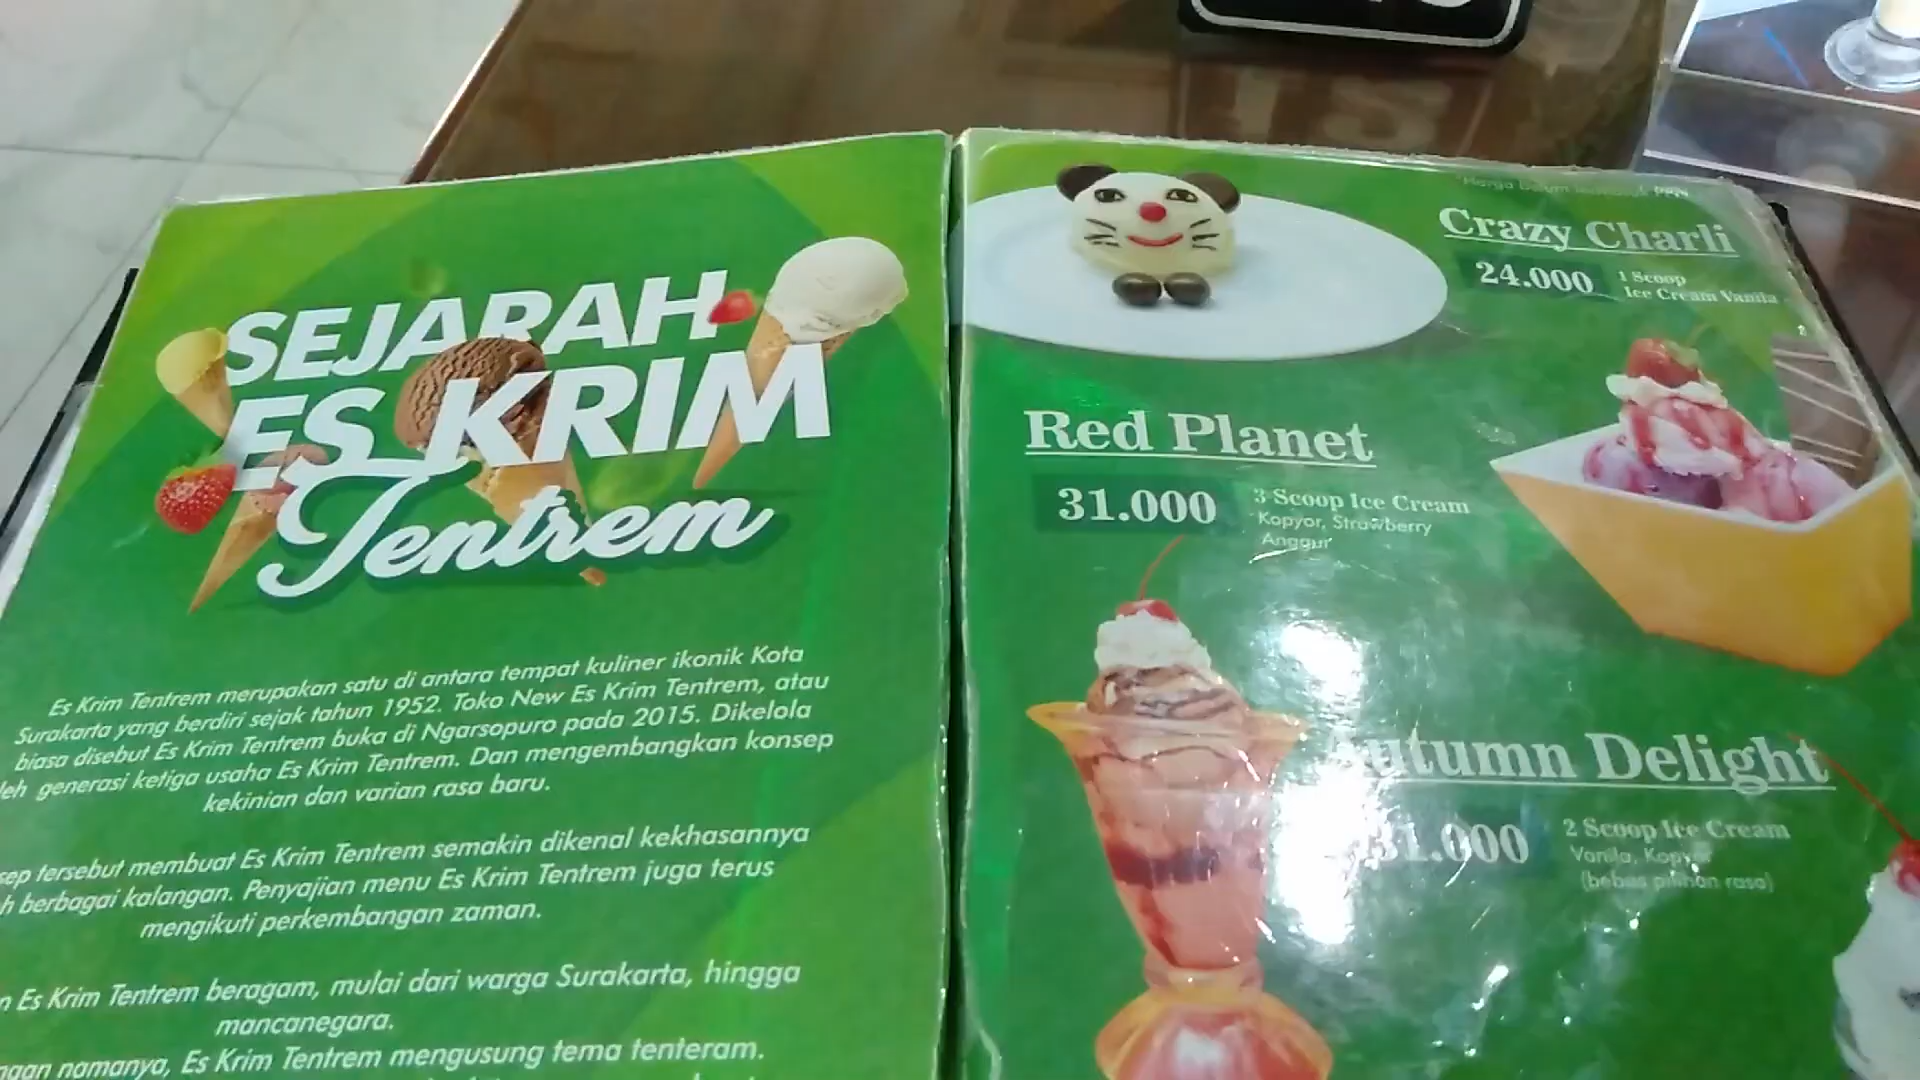 SEJARAH
ES KRIM
Tentrem
Es Krim Tentrem merupakan satu di antara tempat kuliner ikonik Kota
Surakarta yang berdiri sejak tahun 1952. Toko New Es Krim Tentrem, atau
biasa disebut Es Krim Tentrem buka di Ngarsopuro pada 2015. Dikelola
generasi ketiga usaha Es Krim Tentrem. Dan mengembangkan konsep
kekinian dan varian rasa baru.
tersebut membuat Es Krim Tentrem semakin dikenal kekhasannya
berbagai kalangan. Penyajian menu Es Krim Tentrem juga terus
mengikuti perkembangan zaman.
Es Krim Tentrem beragam, mulai dari warga Surakarta, hingga
mancanegara.
namanya, Es Krim Tentrem mengusung tema tenteram.
Crazy Charli
24.000
1 Scoop
Ice Cream Vanila
Red Planet
31.000
3 Scoop Ice Cream
Kopyor, Strawberry
Anggur
Autumn Delight
31.000
2 Scoop Ice Cream
Vanila, Kopyor
(bebas pilihan rasa)